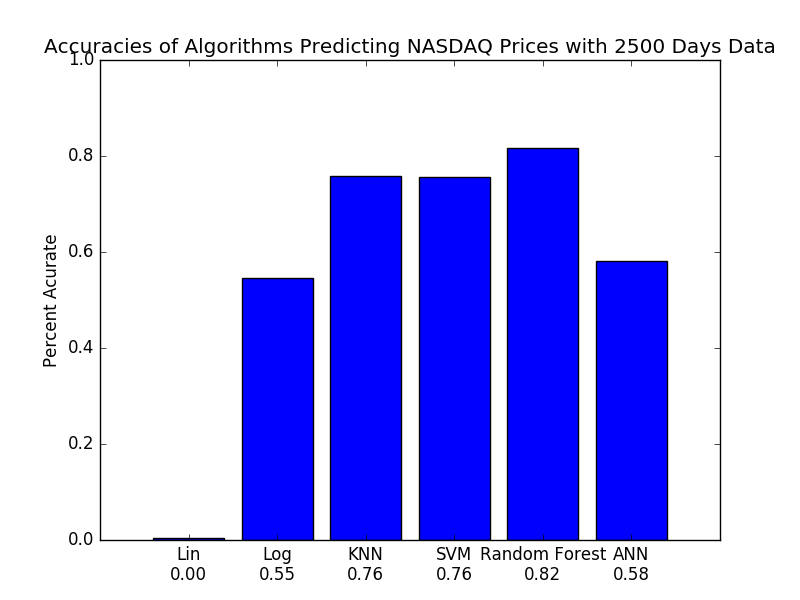 Accuracies of Algorithms Predicting NASDAQ Prices with 2500 Days Data
1.0
0.8
0.6
0.4
0.2
0.0
Percent Acurate
Lin Log KNN SVM Random Forest ANN
0.00 0.55 0.76 0.76 0.82 0.58